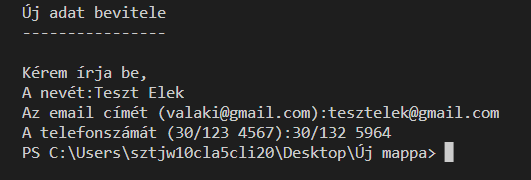 Új adat bevitele
----------------
Kérem írja be,
A nevét:Teszt Elek
Az email címét (valaki@gmail.com):tesztelek@gmail.com
A telefonszámát (30/123 4567):30/132 5964
PS C:\Users\sztjw10cla5cli20\Desktop\Új mappa>